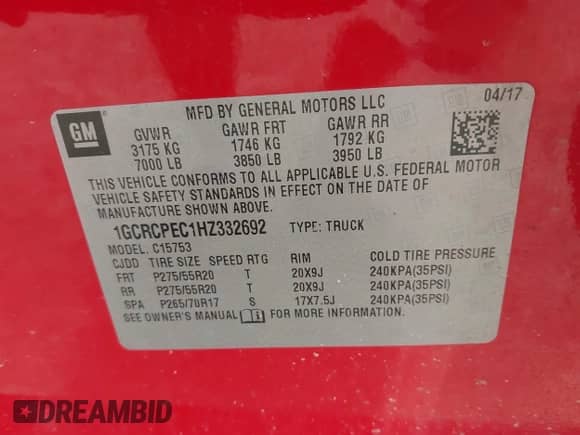 MFD BY GENERAL MOTORS LLC
04/17
GM
GVWR GAWR FRT GAWR RR
3175 KG 1746 KG 1792 KG
7000 LB 3850 LB 3950 LB
THIS VEHICLE CONFORMS TO ALL APPLICABLE U.S. FEDERAL MOTOR
VEHICLE SAFETY STANDARDS IN EFFECT ON THE DATE OF
MANUFACTURE SHOWN ABOVE.
1GCRCPEC1HZ332692 TYPE: TRUCK
MODEL: C15753
CJDD TIRE SIZE SPEED RTG RIM COLD TIRE PRESSURE
FRT P275/55R20 T 20X9J 240KPA(35PSI)
RR P275/55R20 T 20X9J 240KPA(35PSI)
SPA P265/70R17 S 17X7.5J 240KPA(35PSI)
SEE OWNER'S MANUAL i FOR MORE INFORMATION.
DREAMBID